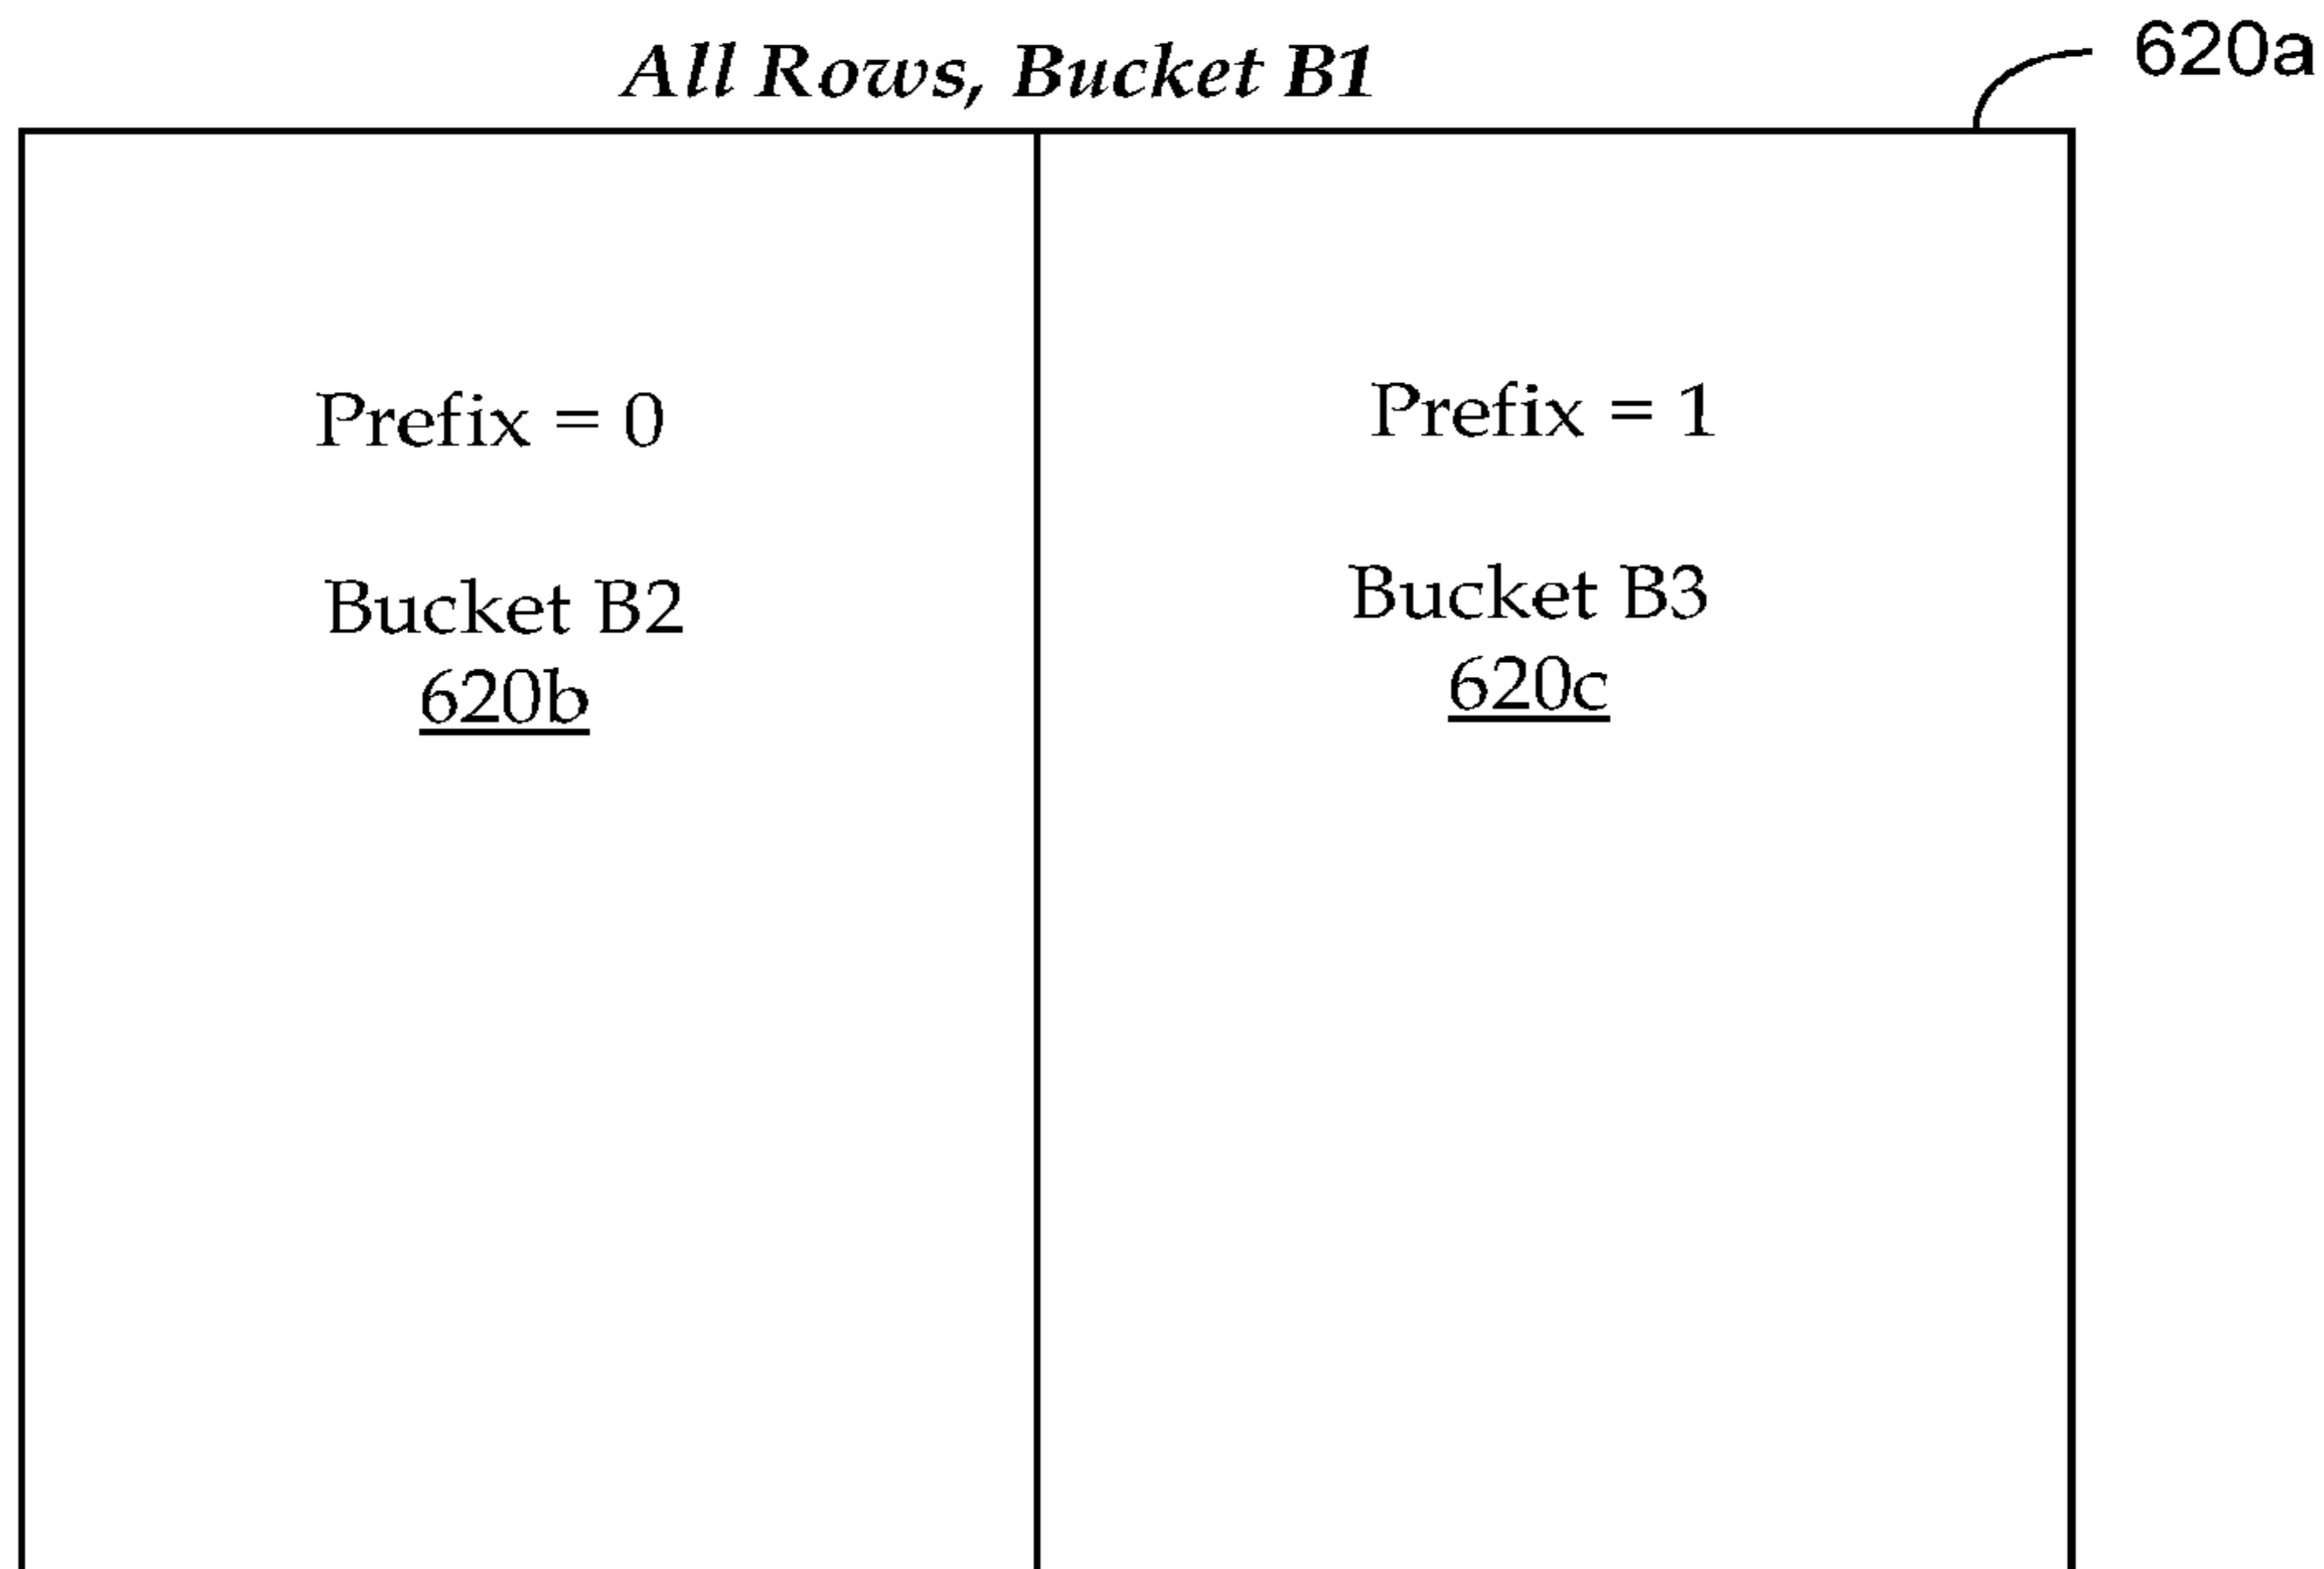 All Rows, Bucket B1
620a
Prefix = 0
Bucket B2
620b
Prefix = 1
Bucket B3
620c